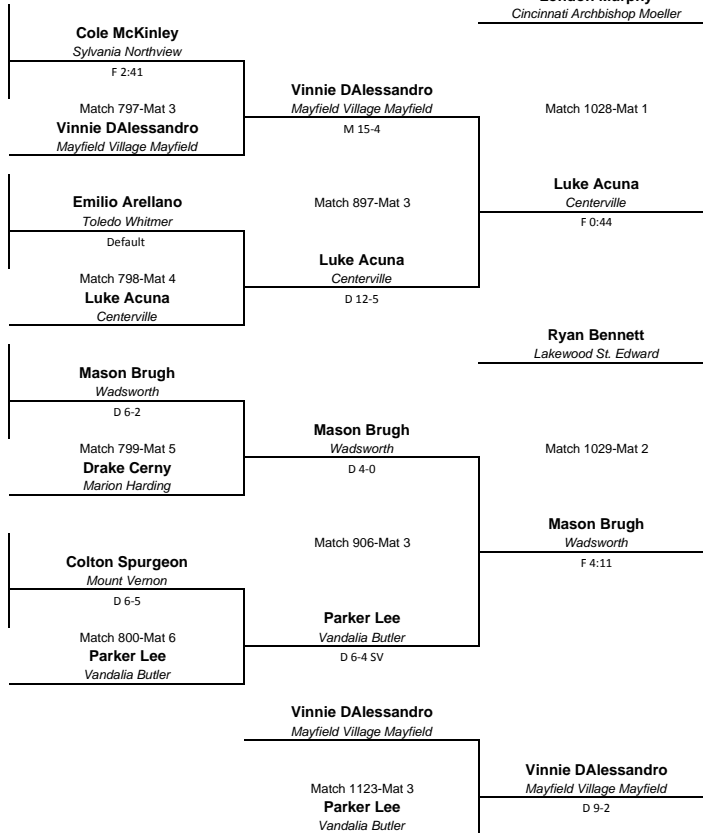 Cincinnati Archbishop Moeller
Cole McKinley
Sylvania Northview
F 2:41
Vinnie DAlessandro
Mayfield Village Mayfield
M 15-4
Match 797-Mat 3
Vinnie DAlessandro
Mayfield Village Mayfield
Match 1028-Mat 1
Luke Acuna
Centerville
F 0:44
Emilio Arellano
Toledo Whitmer
Default
Match 897-Mat 3
Luke Acuna
Centerville
D 12-5
Match 798-Mat 4
Luke Acuna
Centerville
Ryan Bennett
Lakewood St. Edward
Mason Brugh
Wadsworth
D 6-2
Mason Brugh
Wadsworth
D 4-0
Match 799-Mat 5
Drake Cerny
Marion Harding
Match 1029-Mat 2
Mason Brugh
Wadsworth
F 4:11
Match 906-Mat 3
Colton Spurgeon
Mount Vernon
D 6-5
Parker Lee
Vandalia Butler
D 6-4 SV
Match 800-Mat 6
Parker Lee
Vandalia Butler
Vinnie DAlessandro
Mayfield Village Mayfield
Vinnie DAlessandro
Mayfield Village Mayfield
D 9-2
Match 1123-Mat 3
Parker Lee
Vandalia Butler